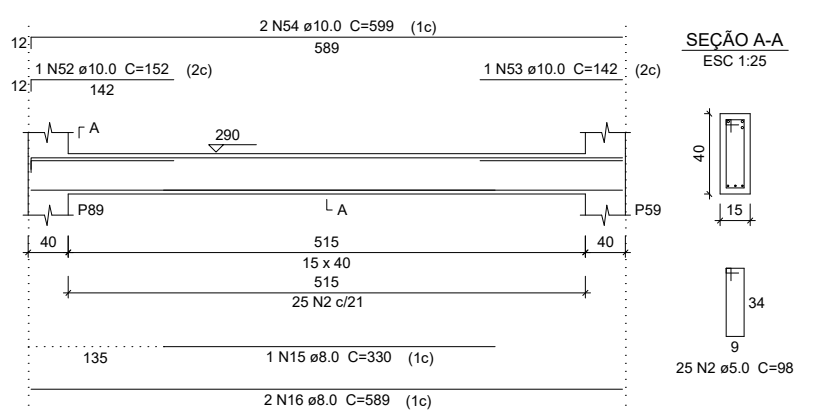 2 N54 ø10.0 C=599 (1c)
12
589
1 N52 ø10.0 C=152 (2c)
1 N53 ø10.0 C=142 (2c)
12
142
SEÇÃO A-A
ESC 1:25
A
290
40
15
P89
A
P59
40
515
40
15 x 40
515
25 N2 c/21
34
9
25 N2 ø5.0 C=98
135
1 N15 ø8.0 C=330 (1c)
2 N16 ø8.0 C=589 (1c)